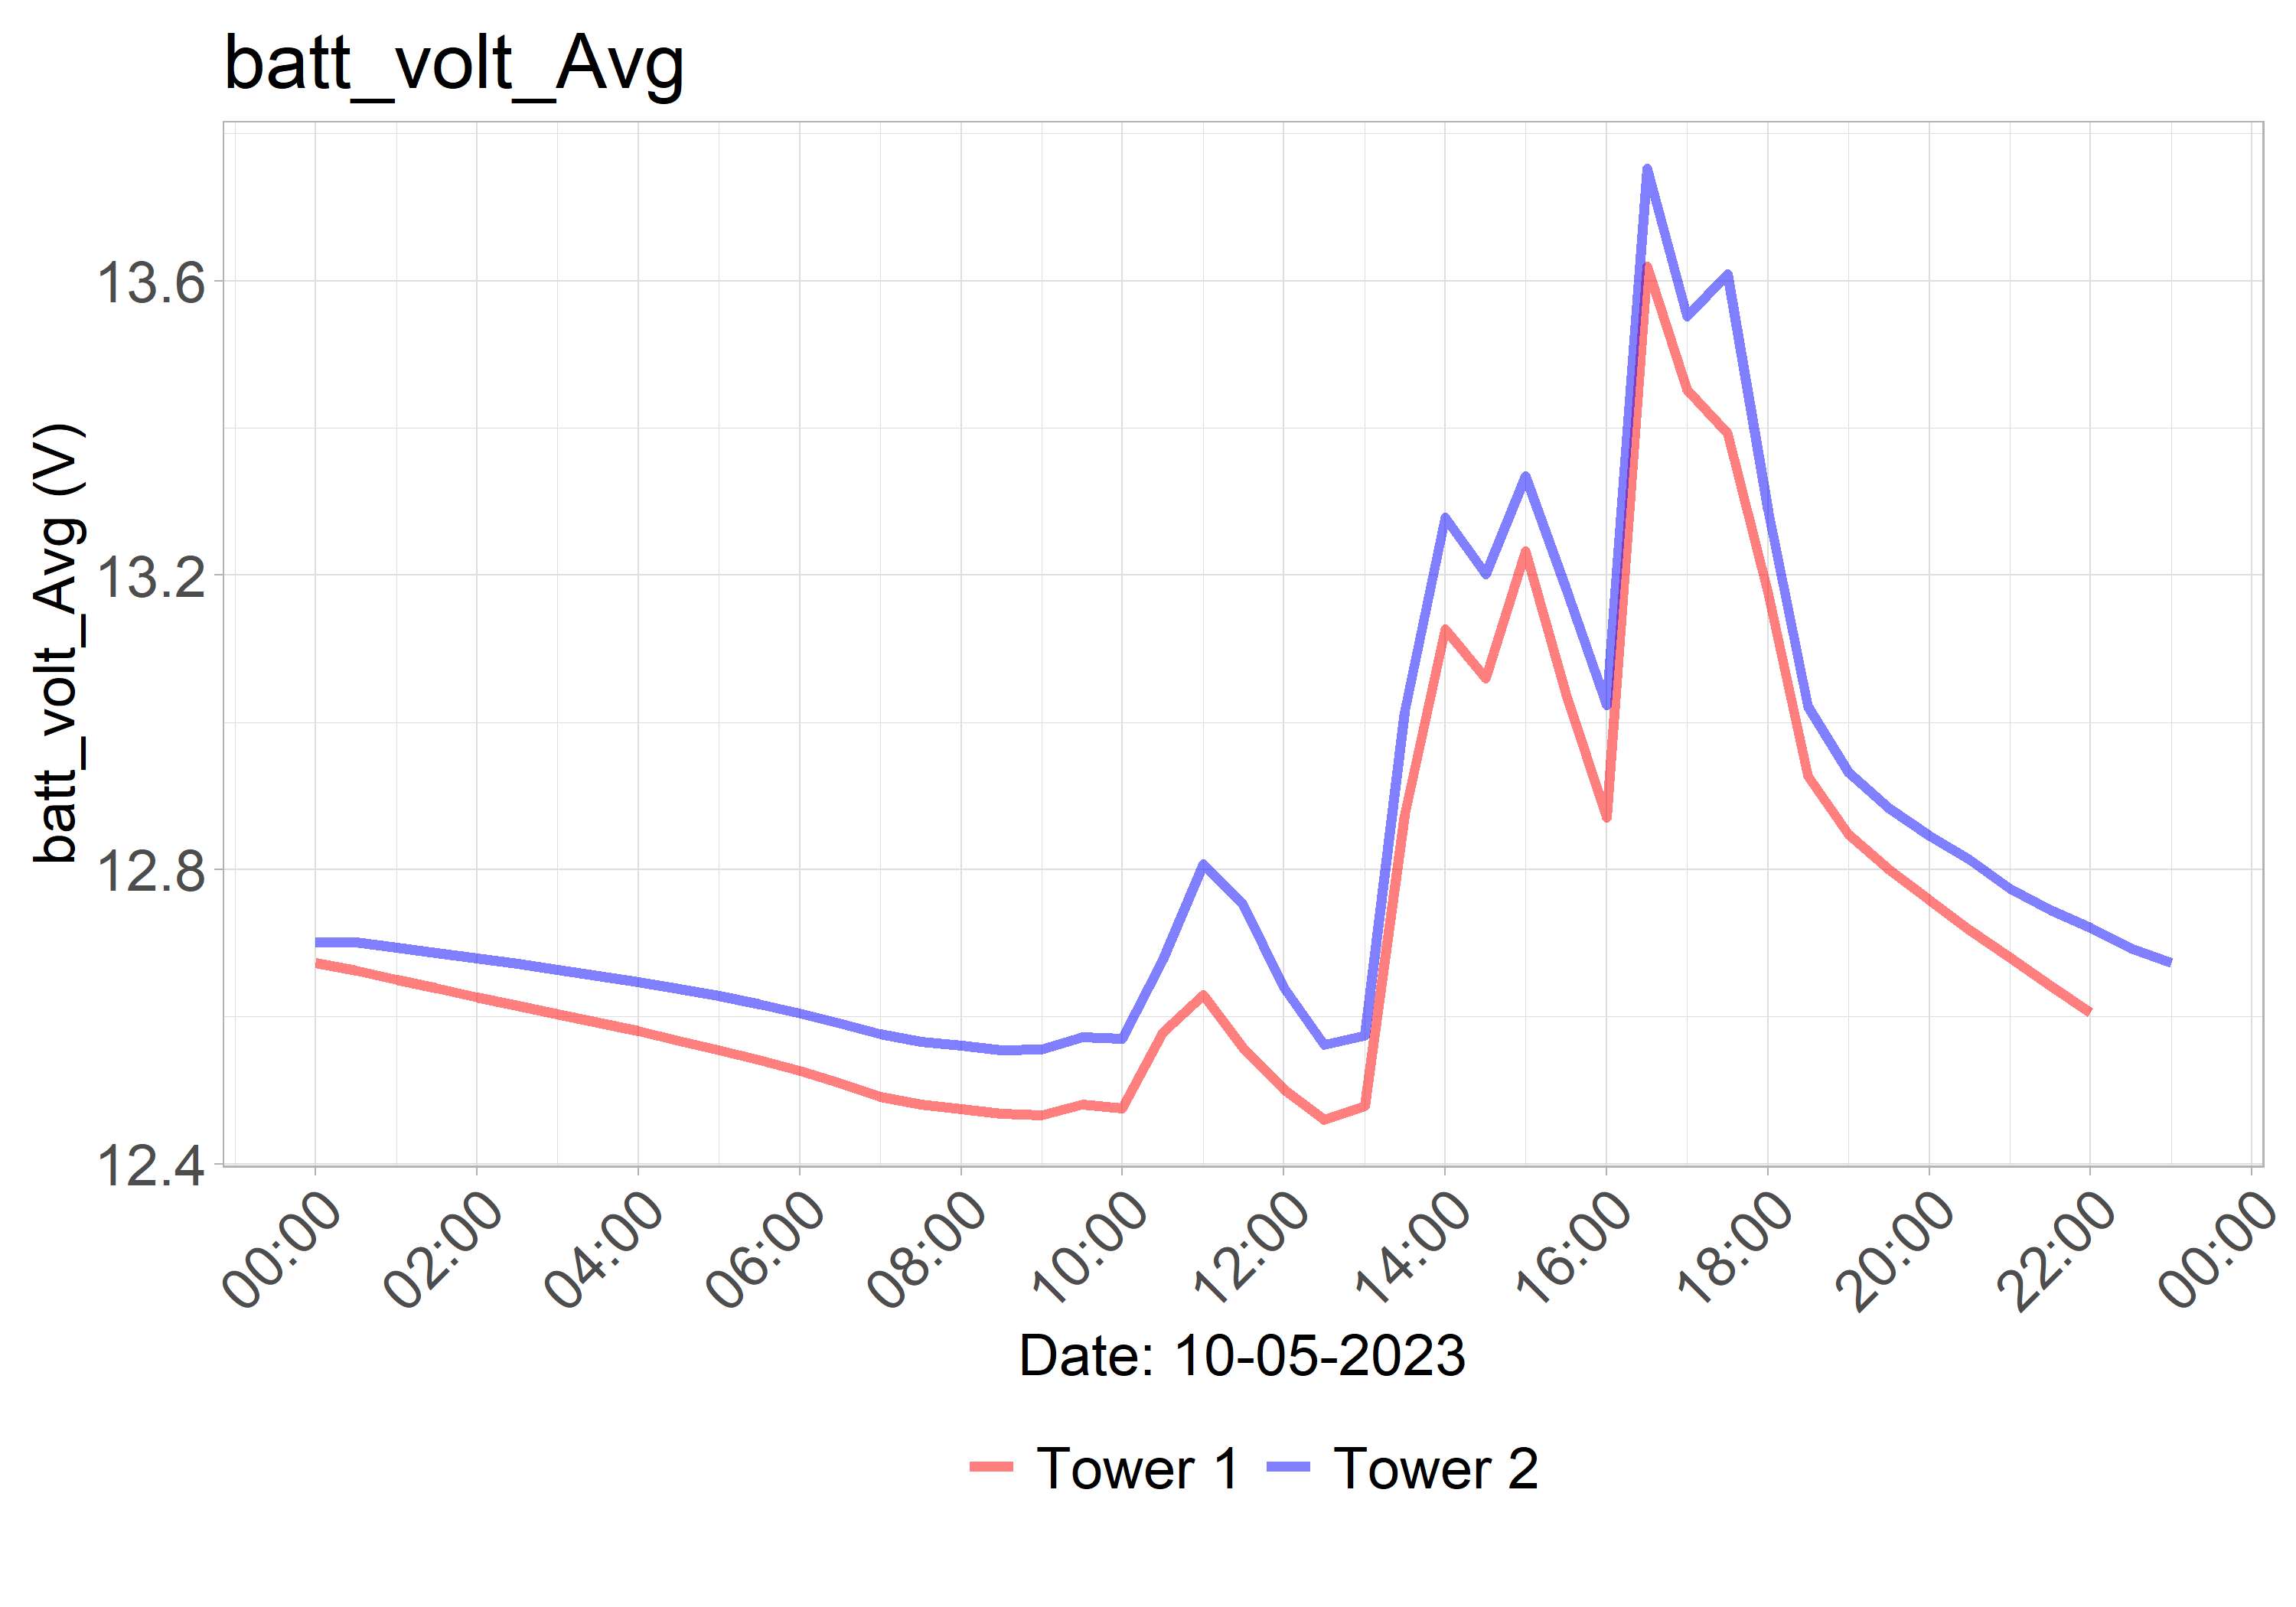 batt_volt_Avg
batt_volt_Avg (V)
13.6
13.2
12.8
12.4
00:00 02:00 04:00 06:00 08:00 10:00 12:00 14:00 16:00 18:00 20:00 22:00 00:00
Date: 10-05-2023
Tower 1 Tower 2